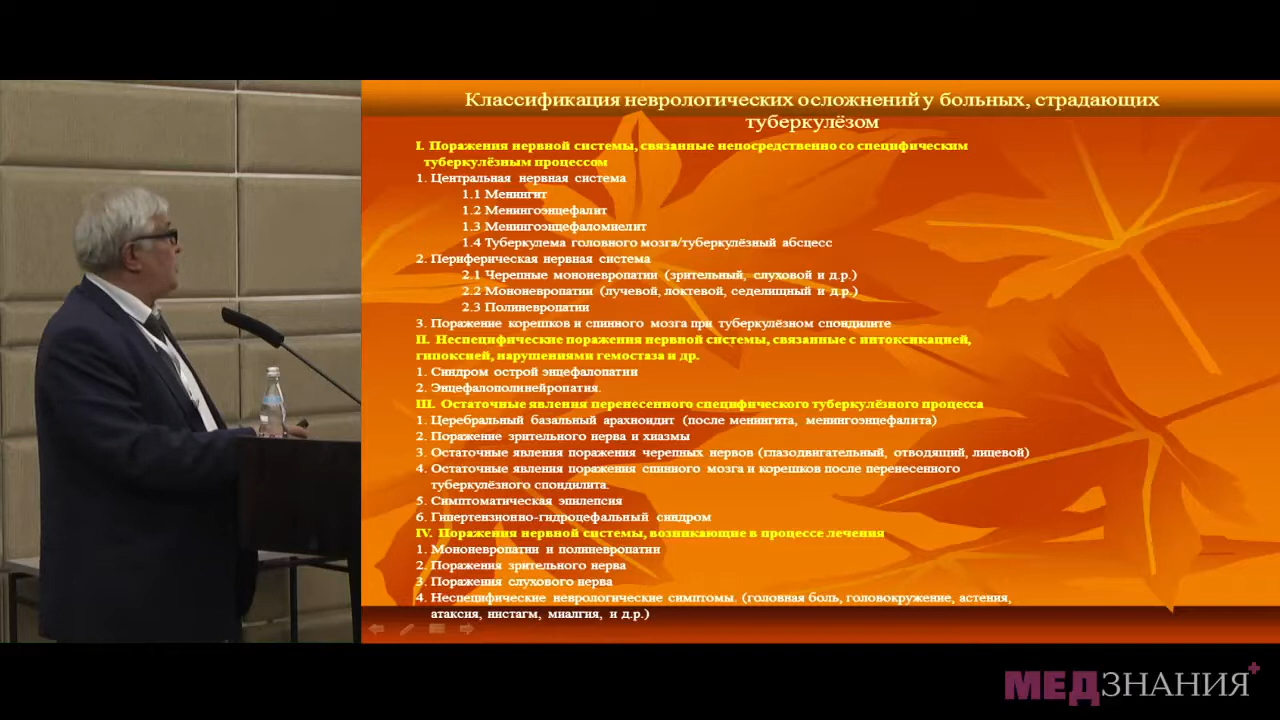 Классификация неврологических осложнений у больных, страдающих
туберкулёзом
I. Поражения нервной системы, связанные непосредственно со специфическим
туберкулёзным процессом
1. Центральная нервная система
1.1 Менингит
1.2 Менингоэнцефалит
1.3 Менингоэнцефаломиелит
1.4 Туберкулема головного мозга/туберкулёзный абсцесс
2. Периферическая нервная система
2.1 Черепные мононевропатии (зрительный, слуховой и д.р.)
2.2 Мононевропатии (лучевой, локтевой, седелищный и д.р.)
2.3 Полиневропатии
3. Поражение корешков и спинного мозга при туберкулёзном спондилите
II. Неспецифические поражения нервной системы, связанные с интоксикацией,
гипоксией, нарушениями гемостаза и др.
1. Синдром острой энцефалопатии
2. Энцефалополинейропатия.
III. Остаточные явления перенесенного специфического туберкулёзного процесса
1. Церебральный базальный арахноидит (после менингита, менингоэнцефалита)
2. Поражение зрительного нерва и хиазмы
3. Остаточные явления поражения черепных нервов (глазодвигательный, отводящий, лицевой)
4. Остаточные явления поражения спинного мозга и корешков после перенесенного
туберкулёзного спондилита.
5. Симптоматическая эпилепсия
6. Гипертензионно-гидроцефальный синдром
IV. Поражения нервной системы, возникающие в процессе лечения
1. Мононевропатии и полиневропатии
2. Поражения зрительного нерва
3. Поражения слухового нерва
4. Неспецифические неврологические симптомы. (головная боль, головокружение, астения,
атаксия, нистагм, миалгия, и д.р.)
МЕДЗНАНИЯ+